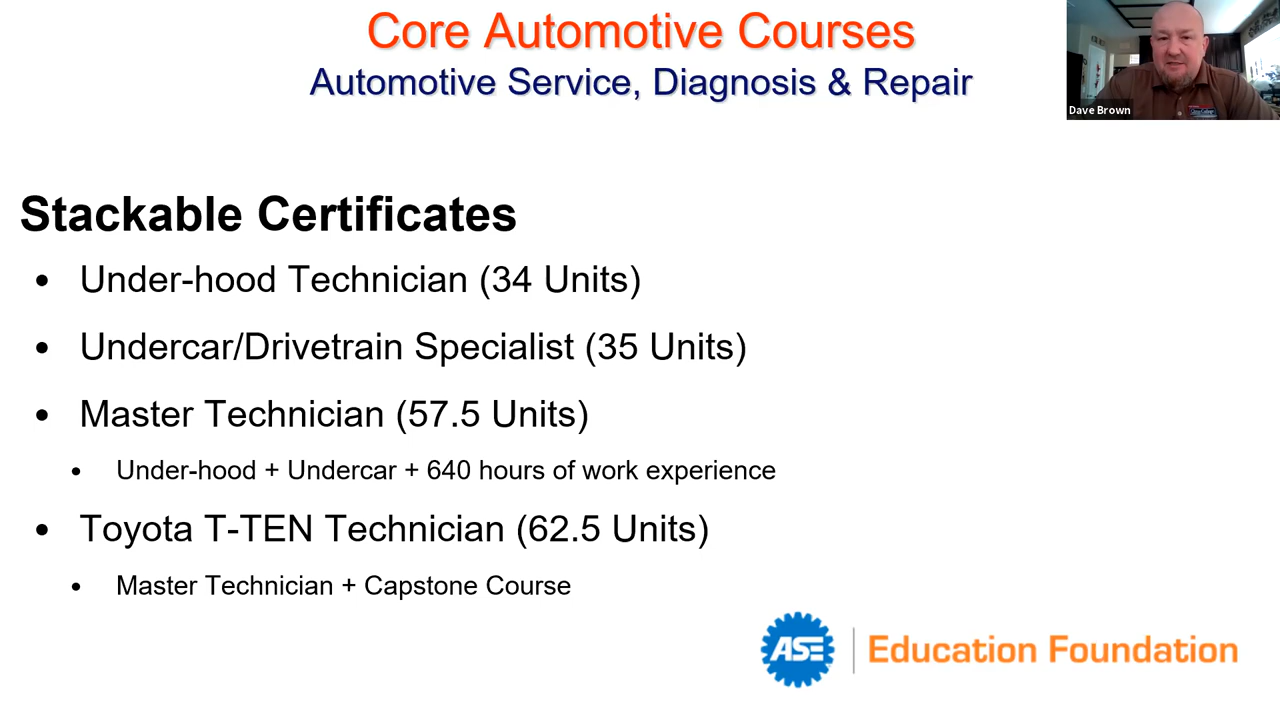 Core Automotive Courses
Automotive Service, Diagnosis & Repair
Dave Brown
Stackable Certificates
• Under-hood Technician (34 Units)
• Undercar/Drivetrain Specialist (35 Units)
• Master Technician (57.5 Units)
• Under-hood + Undercar + 640 hours of work experience
• Toyota T-TEN Technician (62.5 Units)
• Master Technician + Capstone Course
ASE Education Foundation